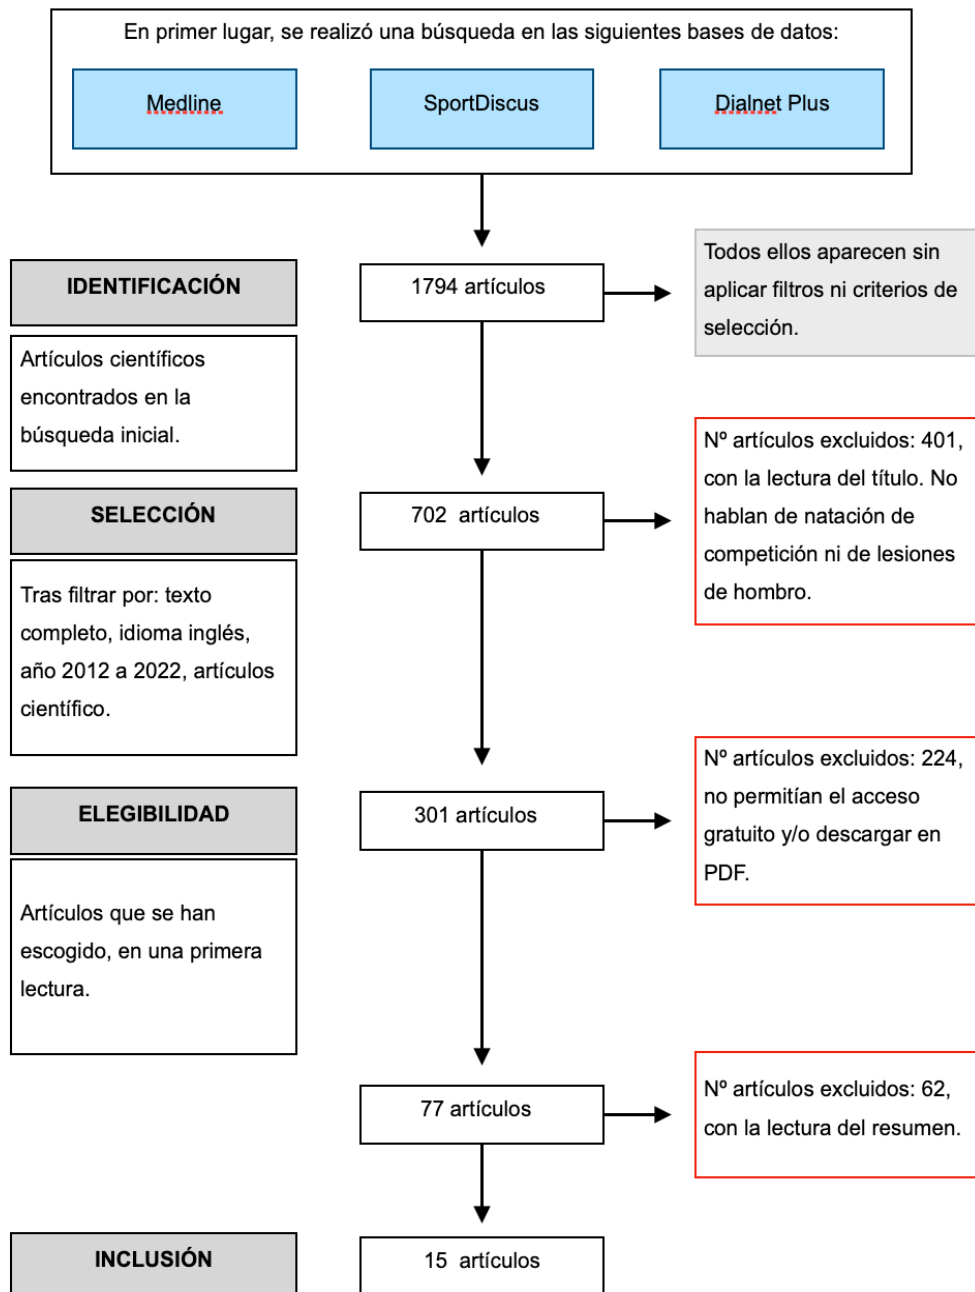 En primer lugar, se realizó una búsqueda en las siguientes bases de datos:
Medline
SportDiscus
Dialnet Plus
IDENTIFICACIÓN
1794 artículos
Todos ellos aparecen sin
aplicar filtros ni criterios de
selección.
Artículos científicos
encontrados en la
búsqueda inicial.
SELECCIÓN
702 artículos
Nº artículos excluidos: 401,
con la lectura del título. No
hablan de natación de
competición ni de lesiones
de hombro.
Tras filtrar por: texto
completo, idioma inglés,
año 2012 a 2022, artículos
científico.
ELEGIBILIDAD
301 artículos
Nº artículos excluidos: 224,
no permitían el acceso
gratuito y/o descargar en
PDF.
Artículos que se han
escogido, en una primera
lectura.
77 artículos
Nº artículos excluidos: 62,
con la lectura del resumen.
INCLUSIÓN
15 artículos